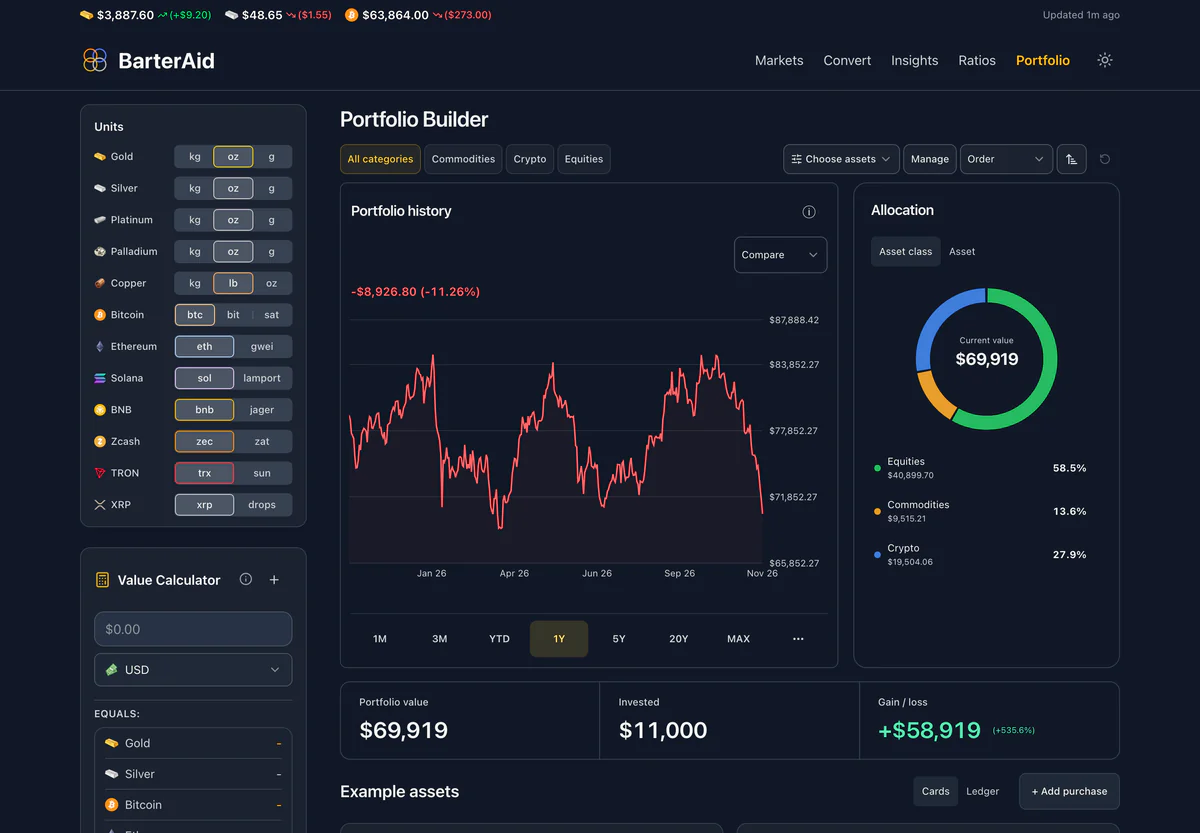 $3,887.60 (+$9.20) $48.65 ($1.55) $63,864.00 ($273.00) Updated 1m ago
BarterAid
Markets Convert Insights Ratios Portfolio
Units
Gold kg oz g
Silver kg oz g
Platinum kg oz g
Palladium kg oz g
Copper kg lb oz
Bitcoin btc bit sat
Ethereum eth gwei
Solana sol lamport
BNB bnb jager
Zcash zec zat
TRON trx sun
XRP xrp drops
Value Calculator
$0.00
USD
EQUALS:
Gold -
Silver -
Bitcoin -
Portfolio Builder
All categories Commodities Crypto Equities
Choose assets Manage Order
Portfolio history
Compare
-$8,926.80 (-11.26%)
$87,888.42
$83,852.27
$77,852.27
$71,852.27
$65,852.27
Jan 26 Apr 26 Jun 26 Sep 26 Nov 26
1M 3M YTD 1Y 5Y 20Y MAX ...
Allocation
Asset class Asset
Current value
$69,919
Equities
$40,899.70
58.5%
Commodities
$9,515.21
13.6%
Crypto
$19,504.06
27.9%
Portfolio value
$69,919
Invested
$11,000
Gain / loss
+$58,919 (+535.6%)
Example assets
Cards Ledger + Add purchase